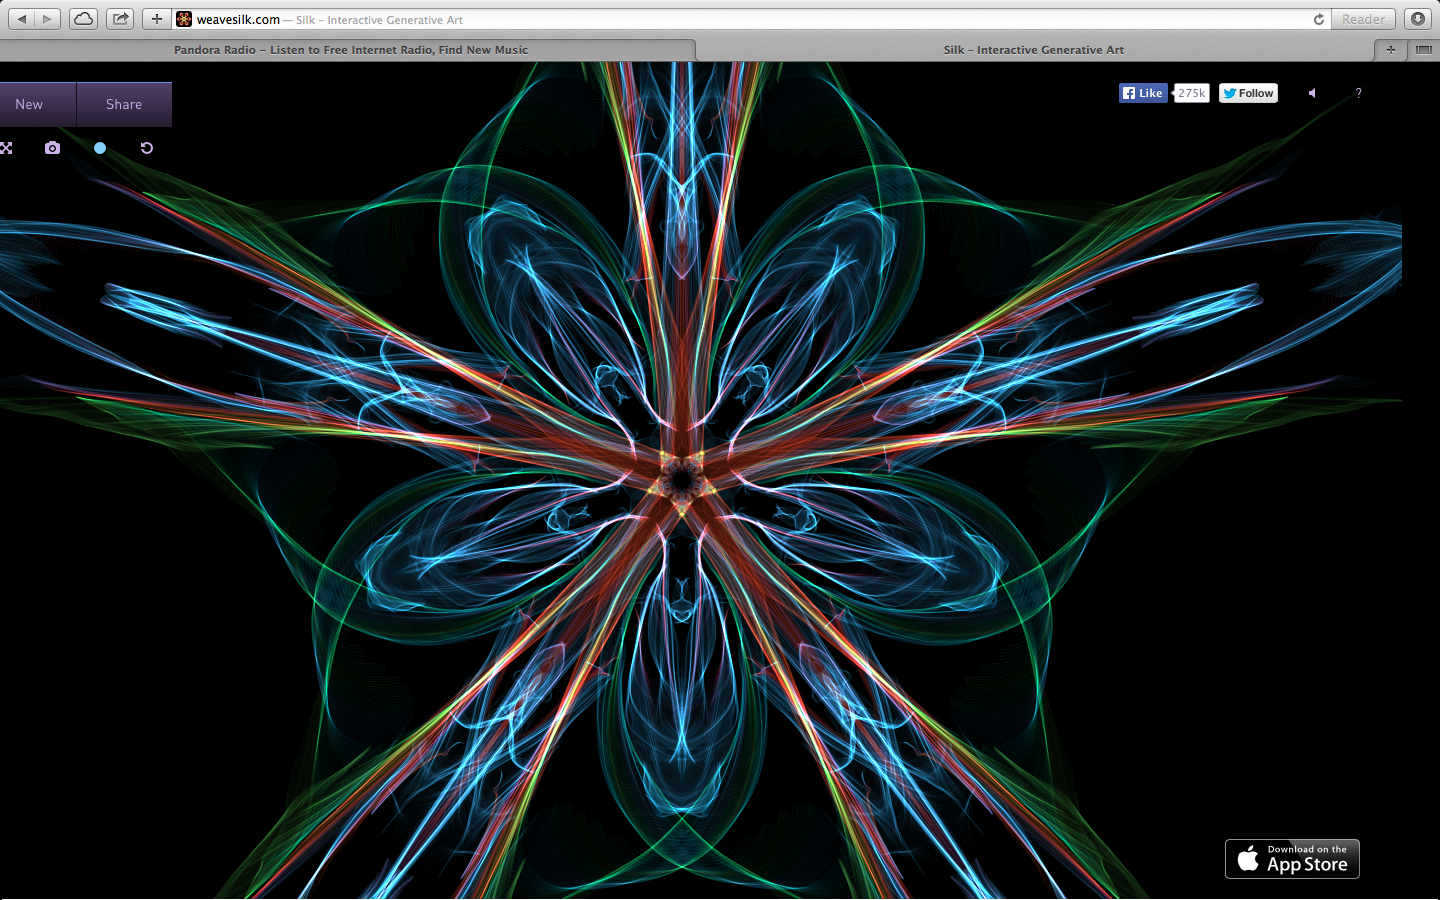 weavesilk.com — Silk – Interactive Generative Art
Reader
Pandora Radio – Listen to Free Internet Radio, Find New Music
Silk – Interactive Generative Art
New
Share
Like
275k
Follow
?
Download on the
App Store